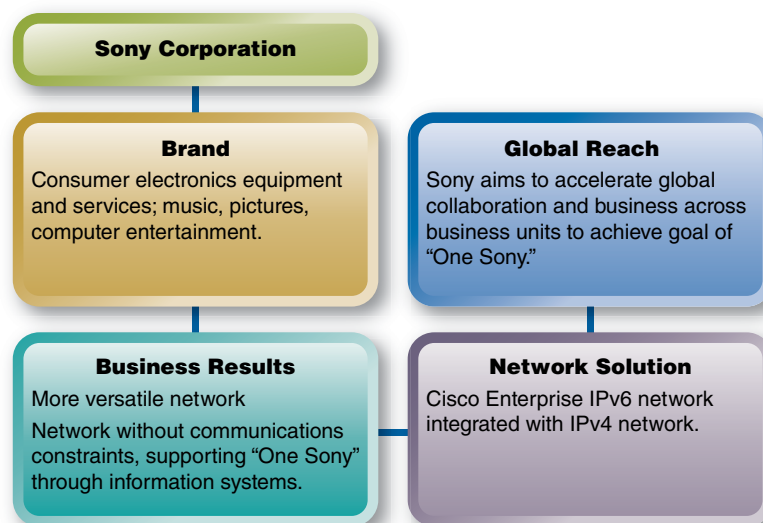 Sony Corporation
Brand
Consumer electronics equipment
and services; music, pictures,
computer entertainment.
Global Reach
Sony aims to accelerate global
collaboration and business across
business units to achieve goal of
“One Sony.”
Business Results
More versatile network
Network without communications
constraints, supporting “One Sony”
through information systems.
Network Solution
Cisco Enterprise IPv6 network
integrated with IPv4 network.